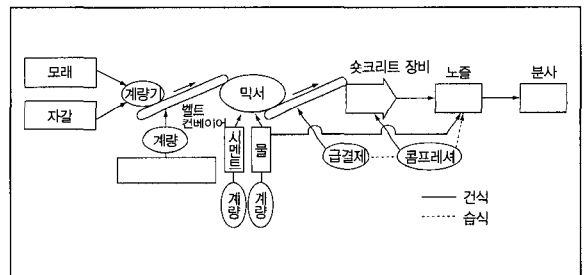 숏크리트 장비
노즐
분사
모래
자갈
계량기
믹서
벨트
컨베이어
계량
시멘트
물
급결제
콤프레셔
계량
계량
건식
습식